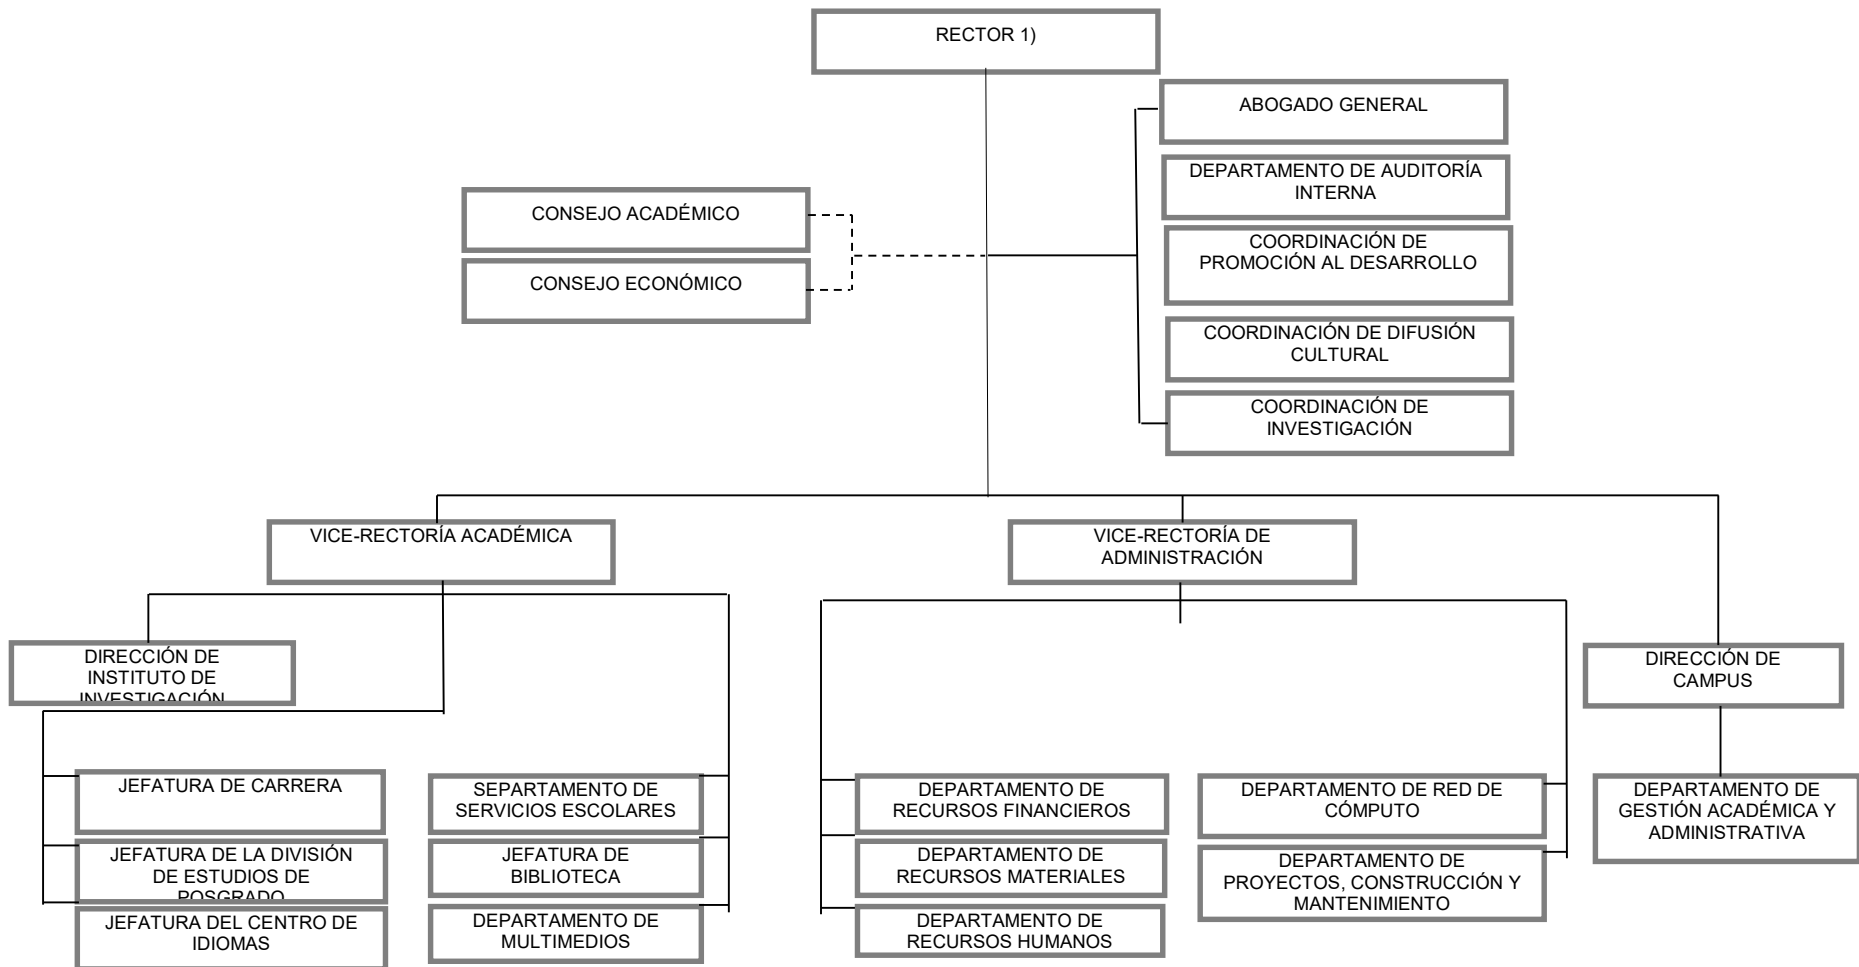 RECTOR 1)
ABOGADO GENERAL
DEPARTAMENTO DE AUDITORÍA
INTERNA
CONSEJO ACADÉMICO
CONSEJO ECONÓMICO
COORDINACIÓN DE
PROMOCIÓN AL DESARROLLO
COORDINACIÓN DE DIFUSIÓN
CULTURAL
COORDINACIÓN DE
INVESTIGACIÓN
VICE-RECTORÍA ACADÉMICA
VICE-RECTORÍA DE
ADMINISTRACIÓN
DIRECCIÓN DE
INSTITUTO DE
INVESTIGACIÓN
DIRECCIÓN DE
CAMPUS
JEFATURA DE CARRERA
JEFATURA DE LA DIVISIÓN
DE ESTUDIOS DE
POSGRADO
JEFATURA DEL CENTRO DE
IDIOMAS
SEPARTAMENTO DE
SERVICIOS ESCOLARES
JEFATURA DE
BIBLIOTECA
DEPARTAMENTO DE
MULTIMEDIOS
DEPARTAMENTO DE
RECURSOS FINANCIEROS
DEPARTAMENTO DE
RECURSOS MATERIALES
DEPARTAMENTO DE
RECURSOS HUMANOS
DEPARTAMENTO DE RED DE
CÓMPUTO
DEPARTAMENTO DE
PROYECTOS, CONSTRUCCIÓN Y
MANTENIMIENTO
DEPARTAMENTO DE
GESTIÓN ACADÉMICA Y
ADMINISTRATIVA